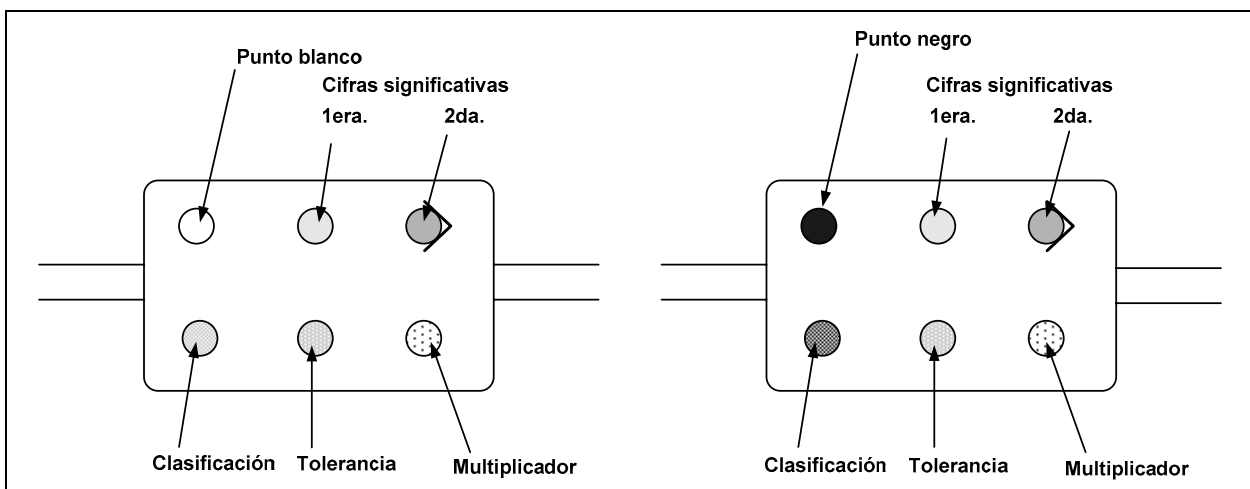 Punto blanco
Cifras significativas
1era. 2da.
Clasificación Tolerancia Multiplicador
Punto negro
Cifras significativas
1era. 2da.
Clasificación Tolerancia Multiplicador